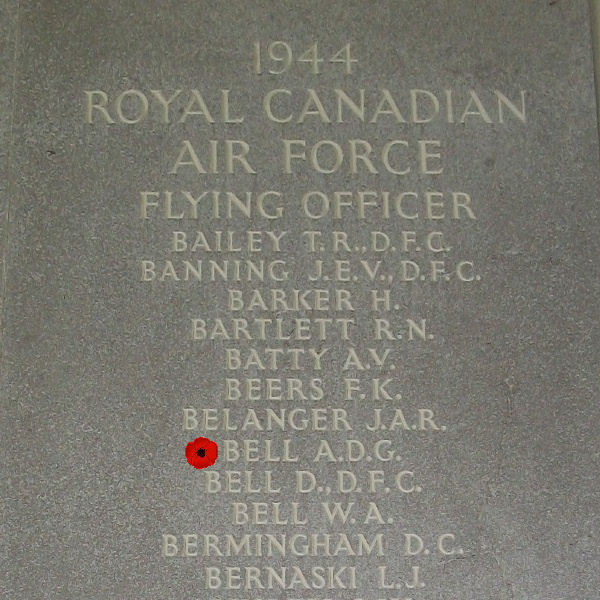 1944
ROYAL CANADIAN
AIR FORCE
FLYING OFFICER
BAILEY T.R., D.F.C.
BANNING J.E.V., D.F.C.
BARKER H.
BARTLETT R.N.
BATTY A.V.
BEERS F.K.
BELANGER J.A.R.
BELL A.D.G.
BELL D., D.F.C.
BELL W.A.
BERMINGHAM D.C.
BERNASKI L.J.